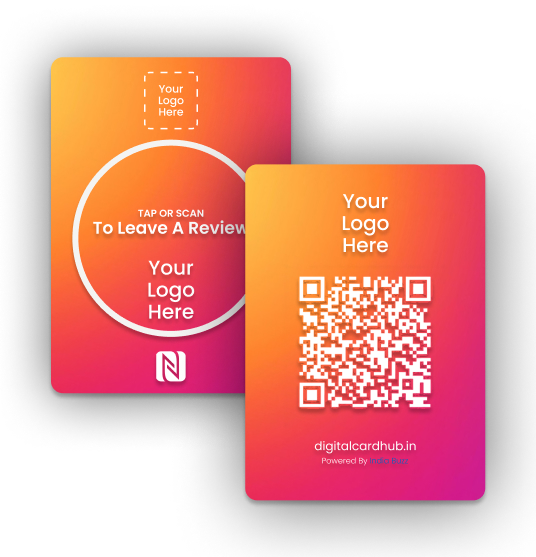 Your
Logo
Here
TAP OR SCAN
To Leave A Review
Your
Logo
Here
Your
Logo
Here
digitalcardhub.in
Powered By